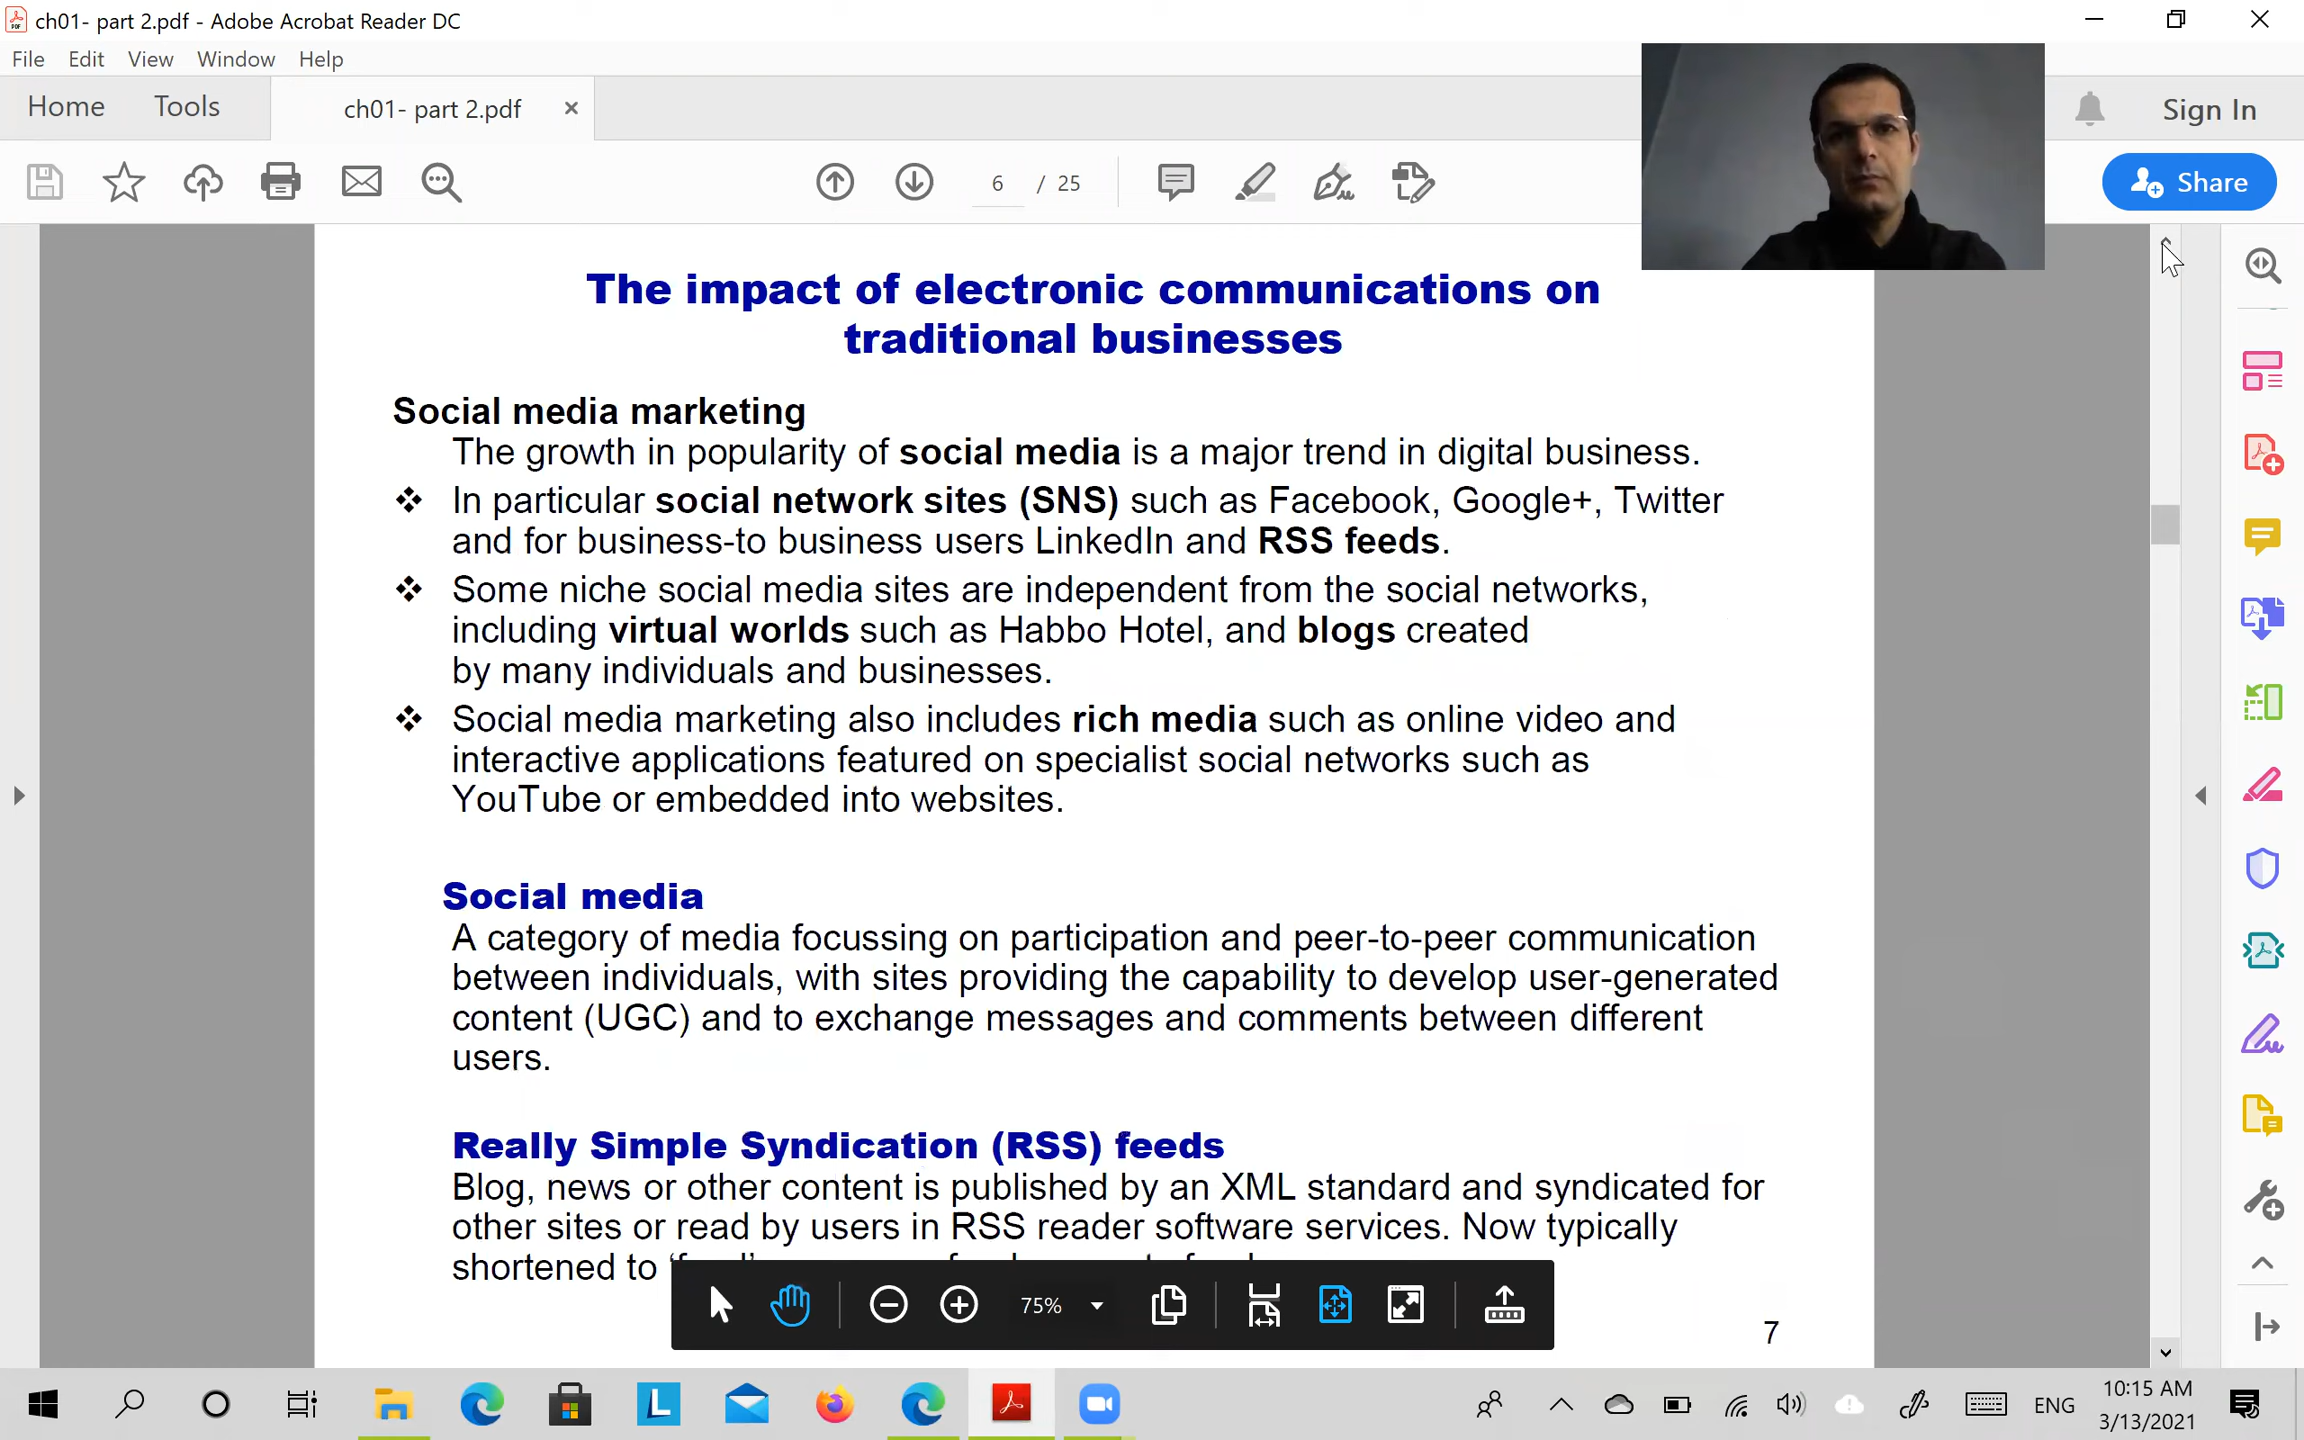 ch01- part 2.pdf - Adobe Acrobat Reader DC
File Edit View Window Help
Home Tools ch01- part 2.pdf × Sign In
6 / 25 Share
The impact of electronic communications on
traditional businesses
Social media marketing
The growth in popularity of social media is a major trend in digital business.
❖ In particular social network sites (SNS) such as Facebook, Google+, Twitter
and for business-to business users LinkedIn and RSS feeds.
❖ Some niche social media sites are independent from the social networks,
including virtual worlds such as Habbo Hotel, and blogs created
by many individuals and businesses.
❖ Social media marketing also includes rich media such as online video and
interactive applications featured on specialist social networks such as
YouTube or embedded into websites.
Social media
A category of media focussing on participation and peer-to-peer communication
between individuals, with sites providing the capability to develop user-generated
content (UGC) and to exchange messages and comments between different
users.
Really Simple Syndication (RSS) feeds
Blog, news or other content is published by an XML standard and syndicated for
other sites or read by users in RSS reader software services. Now typically
shortened to
75%
7
ENG
10:15 AM
3/13/2021